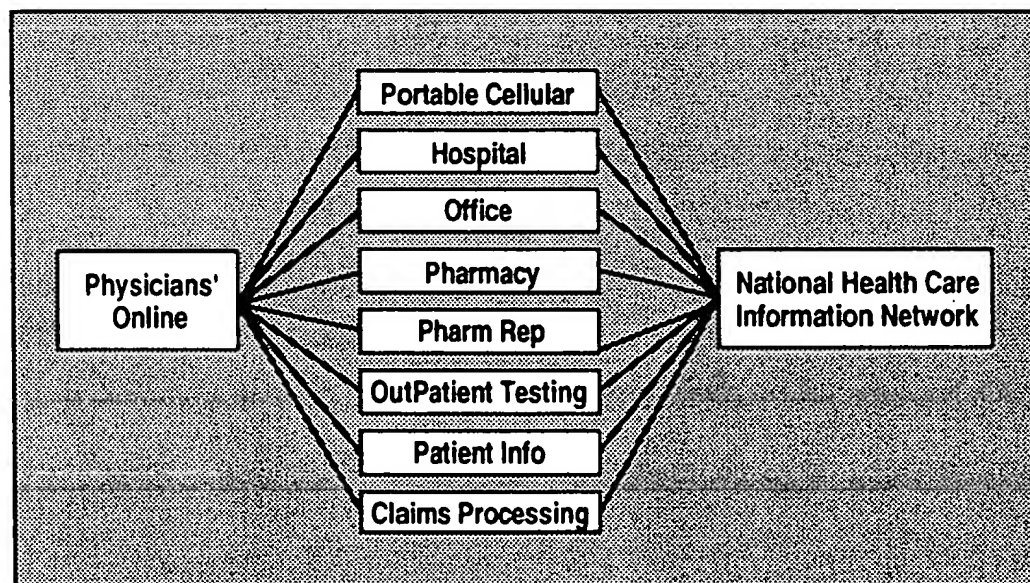 Portable Cellular
Hospital
Office
Physicians'
Online
Pharmacy
National Health Care
Information Network
Pharm Rep
OutPatient Testing
Patient Info
Claims Processing